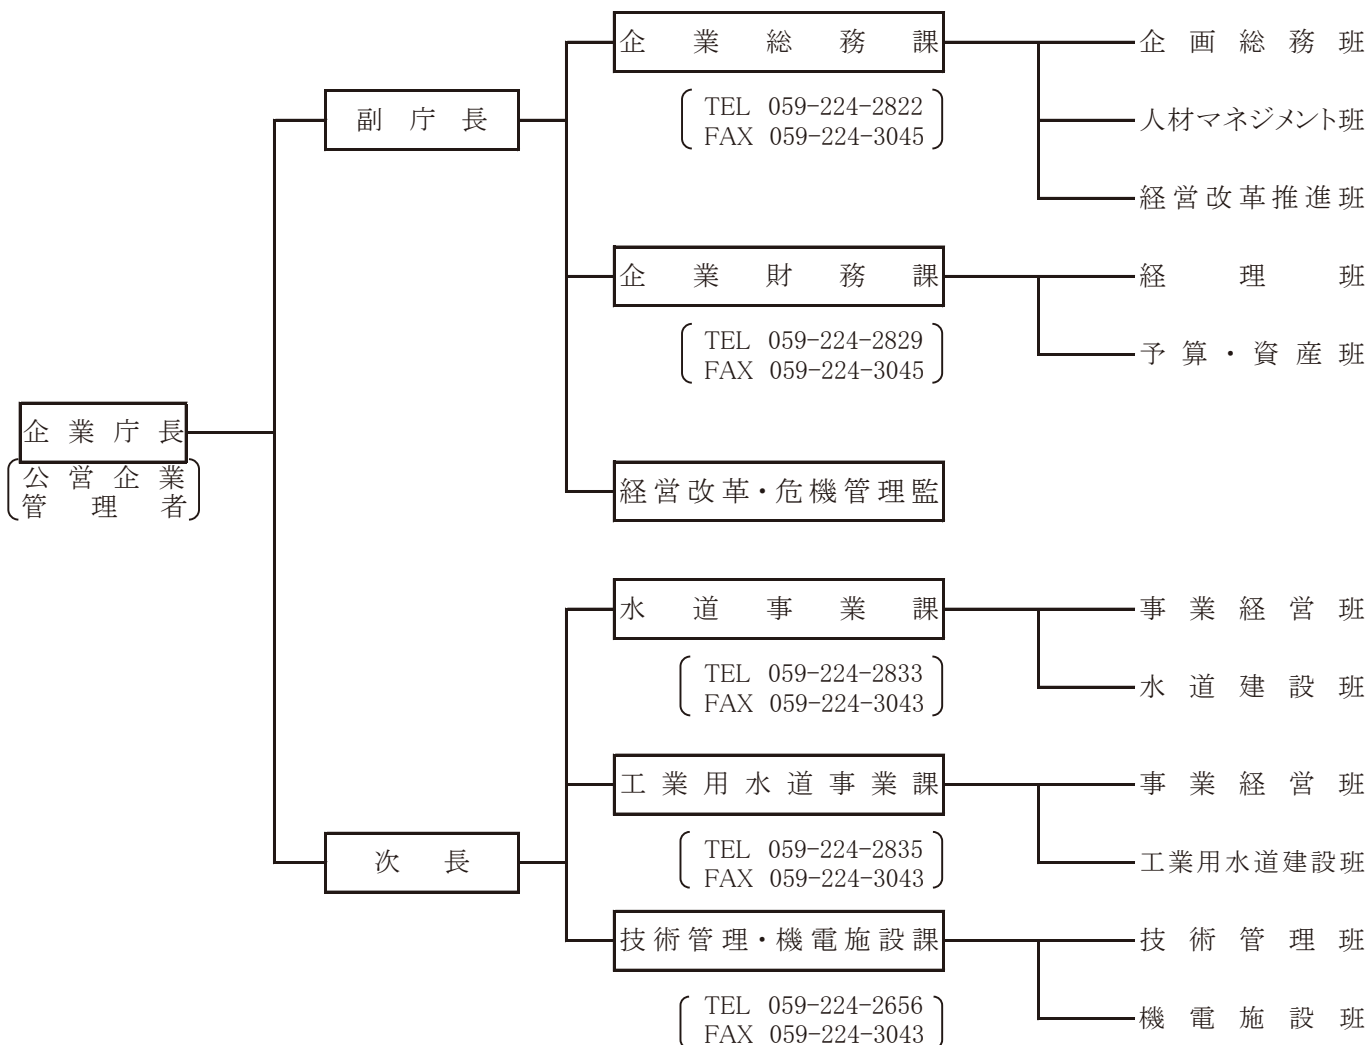 企業庁長
公営企業
管理者
副庁長
企業総務課
TEL 059-224-2822
FAX 059-224-3045
企画総務班
人材マネジメント班
経営改革推進班
企業財務課
TEL 059-224-2829
FAX 059-224-3045
経理班
予算・資産班
経営改革・危機管理監
次長
水道事業課
TEL 059-224-2833
FAX 059-224-3043
事業経営班
水道建設班
工業用水道事業課
TEL 059-224-2835
FAX 059-224-3043
事業経営班
工業用水道建設班
技術管理・機電施設課
TEL 059-224-2656
FAX 059-224-3043
技術管理班
機電施設班